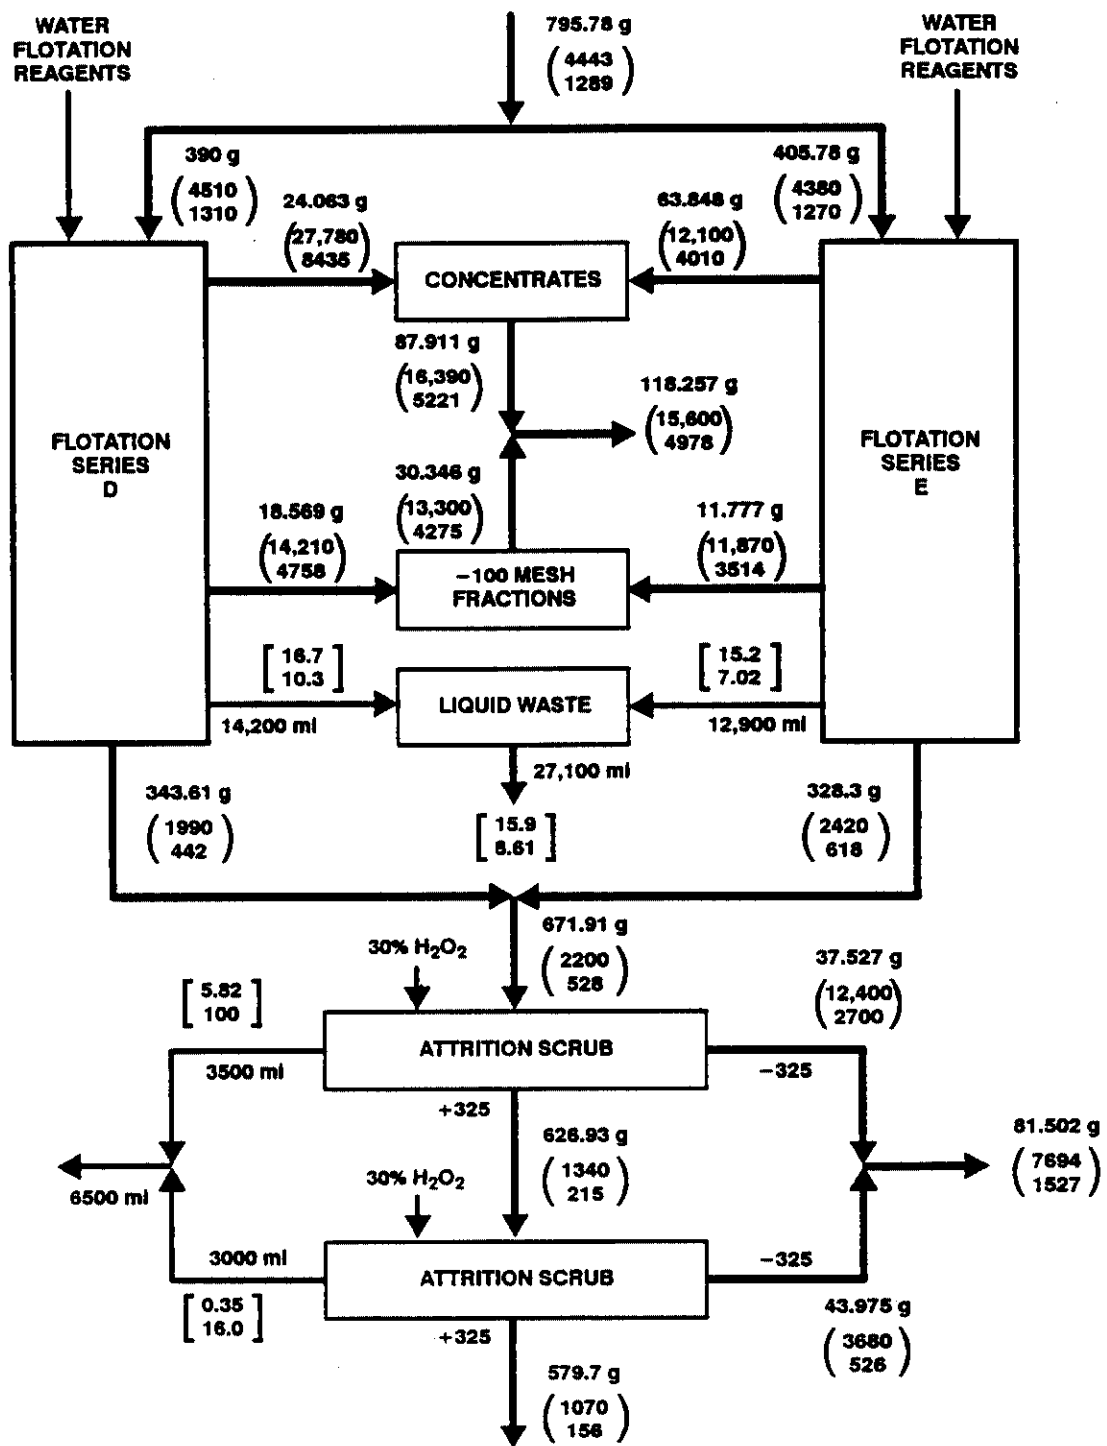 WATER
FLOTATION
REAGENTS
795.78 g
(4443
1289)
WATER
FLOTATION
REAGENTS
390 g
(4510
1310)
24.063 g
(27,780
8435)
63.848 g
(12,100
4010)
405.78 g
(4380
1270)
CONCENTRATES
87.911 g
(16,390
5221)
118.257 g
(15,600
4978)
FLOTATION
SERIES
D
FLOTATION
SERIES
E
30.346 g
(13,300
4275)
18.569 g
(14,210
4758)
11.777 g
(11,870
3514)
−100 MESH
FRACTIONS
[16.7
10.3]
[15.2
7.02]
LIQUID WASTE
14,200 ml
12,900 ml
27,100 ml
[15.9
8.61]
343.61 g
(1990
442)
328.3 g
(2420
618)
671.91 g
(2200
528)
30% H₂O₂
37.527 g
(12,400
2700)
[5.82
100]
ATTRITION SCRUB
3500 ml
−325
+325
626.93 g
(1340
215)
81.502 g
(7694
1527)
6500 ml
30% H₂O₂
3000 ml
ATTRITION SCRUB
−325
[0.35
16.0]
+325
43.975 g
(3680
526)
579.7 g
(1070
156)